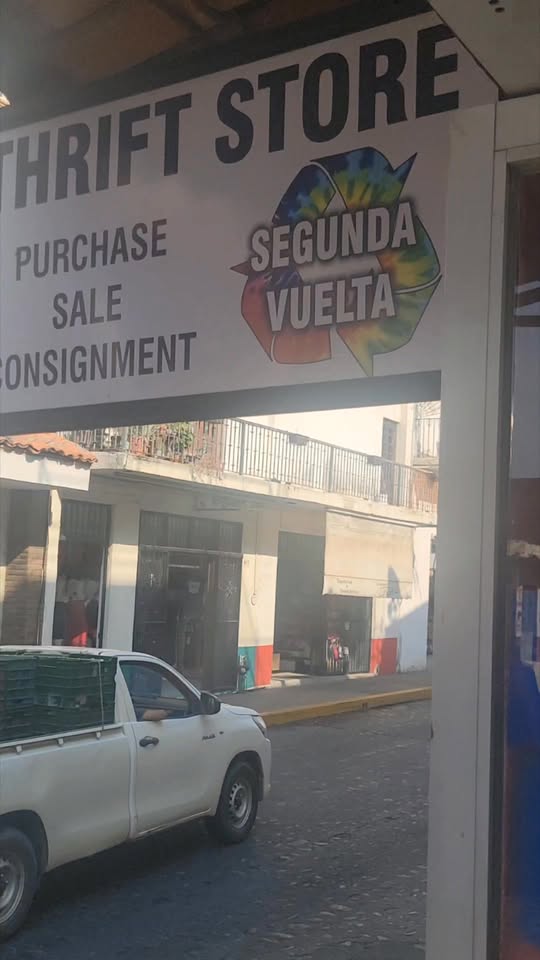 THRIFT STORE
PURCHASE
SALE
CONSIGNMENT
SEGUNDA
VUELTA